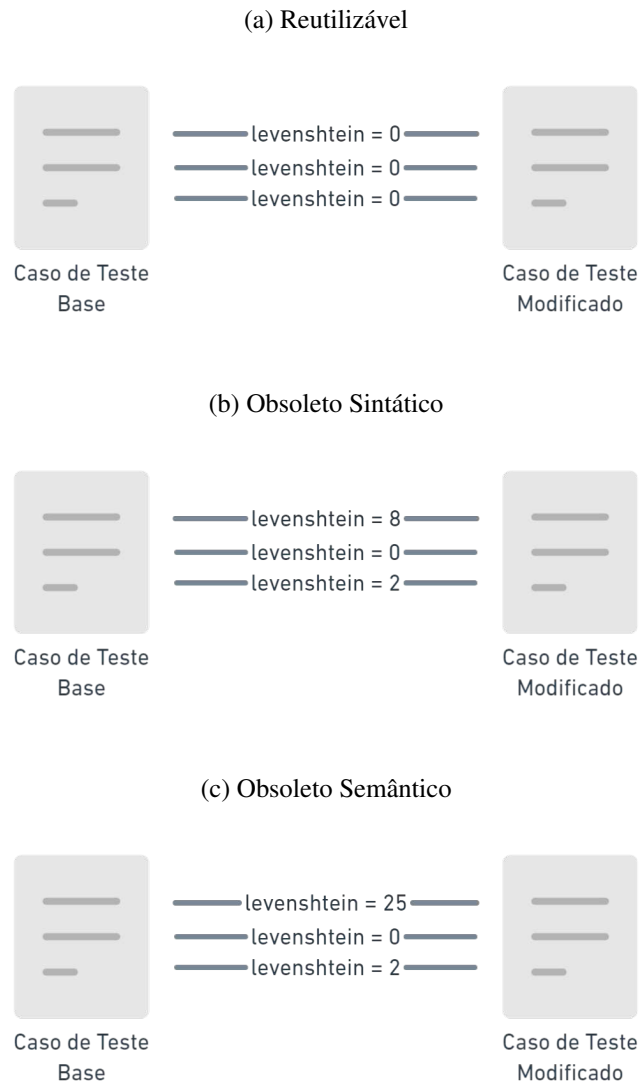 (a) Reutilizável
levenshtein = 0
levenshtein = 0
levenshtein = 0
Caso de Teste
Base
Caso de Teste
Modificado
(b) Obsoleto Sintático
levenshtein = 8
levenshtein = 0
levenshtein = 2
Caso de Teste
Base
Caso de Teste
Modificado
(c) Obsoleto Semântico
levenshtein = 25
levenshtein = 0
levenshtein = 2
Caso de Teste
Base
Caso de Teste
Modificado